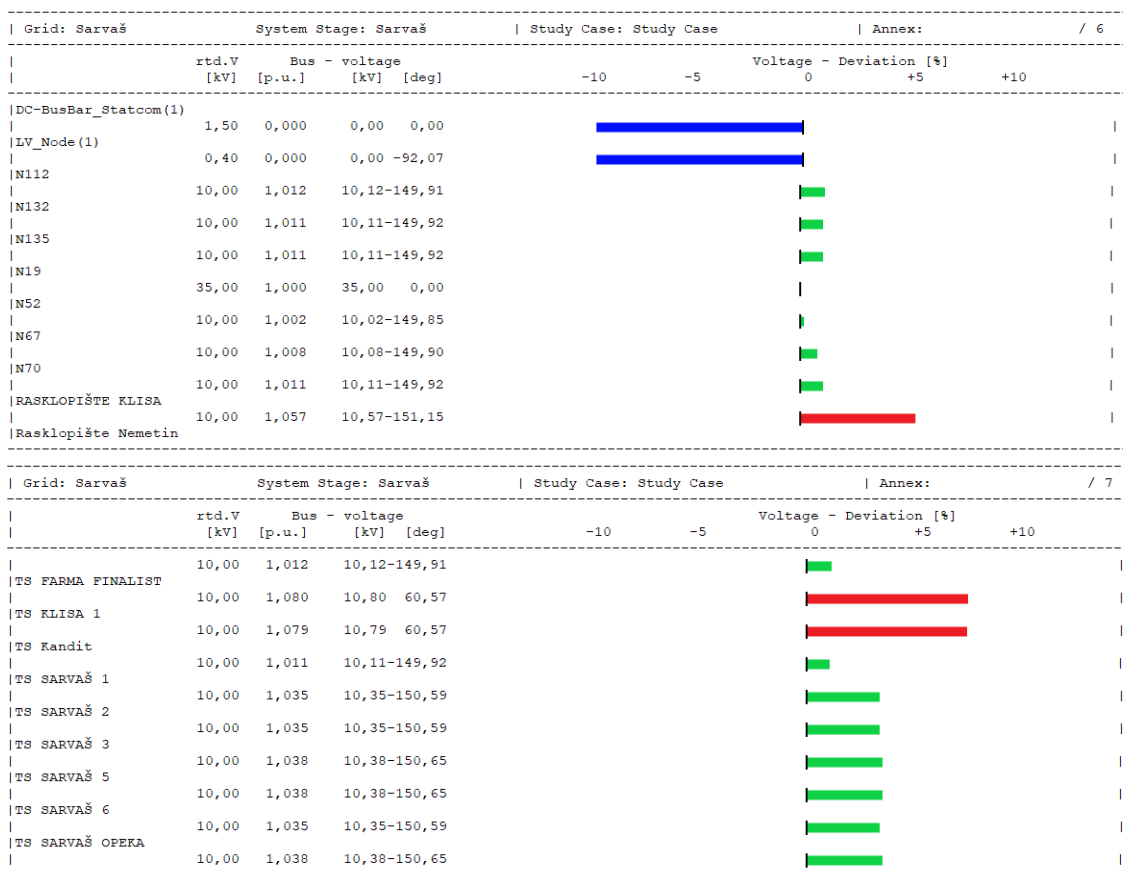 | Grid: Sarvaš System Stage: Sarvaš | Study Case: Study Case | Annex: / 6
| rtd.V Bus - voltage Voltage - Deviation [%]
| [kV] [p.u.] [kV] [deg] -10 -5 0 +5 +10
|DC-BusBar_Statcom(1)
| 1,50 0,000 0,00 0,00 |
|LV_Node(1)
| 0,40 0,000 0,00 -92,07 |
|N112
| 10,00 1,012 10,12-149,91 |
|N132
| 10,00 1,011 10,11-149,92 |
|N135
| 10,00 1,011 10,11-149,92 |
|N19
| 35,00 1,000 35,00 0,00 |
|N52
| 10,00 1,002 10,02-149,85 |
|N67
| 10,00 1,008 10,08-149,90 |
|N70
| 10,00 1,011 10,11-149,92 |
|RASKLOPIŠTE KLISA
| 10,00 1,057 10,57-151,15 |
|Rasklopište Nemetin
| Grid: Sarvaš System Stage: Sarvaš | Study Case: Study Case | Annex: / 7
| rtd.V Bus - voltage Voltage - Deviation [%]
| [kV] [p.u.] [kV] [deg] -10 -5 0 +5 +10
| 10,00 1,012 10,12-149,91 |
|TS FARMA FINALIST
| 10,00 1,080 10,80 60,57 |
|TS KLISA 1
| 10,00 1,079 10,79 60,57 |
|TS Kandit
| 10,00 1,011 10,11-149,92 |
|TS SARVAŠ 1
| 10,00 1,035 10,35-150,59 |
|TS SARVAŠ 2
| 10,00 1,035 10,35-150,59 |
|TS SARVAŠ 3
| 10,00 1,038 10,38-150,65 |
|TS SARVAŠ 5
| 10,00 1,038 10,38-150,65 |
|TS SARVAŠ 6
| 10,00 1,035 10,35-150,59 |
|TS SARVAŠ OPEKA
| 10,00 1,038 10,38-150,65 |